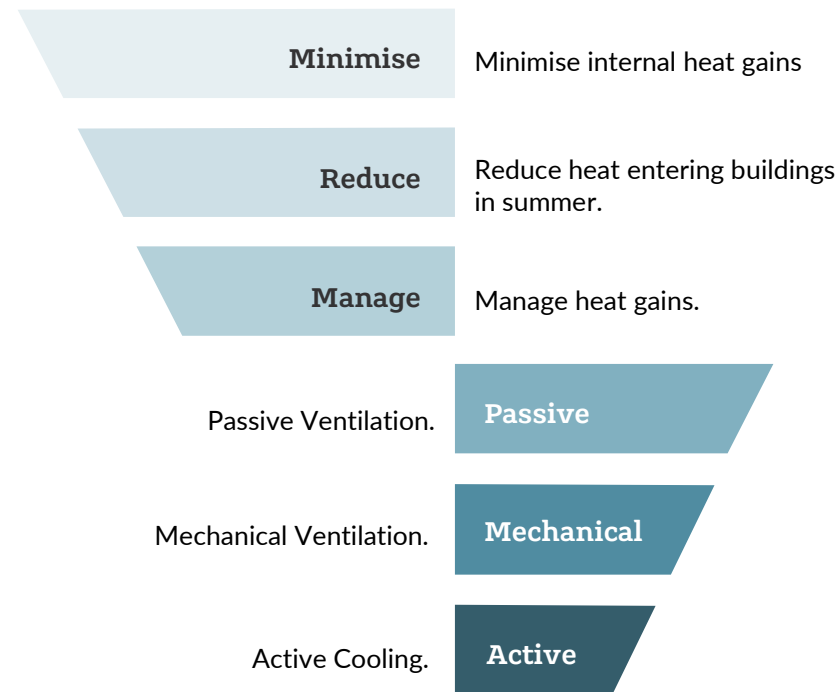 Minimise
Minimise internal heat gains
Reduce
Reduce heat entering buildings
in summer.
Manage
Manage heat gains.
Passive Ventilation.
Passive
Mechanical Ventilation.
Mechanical
Active Cooling.
Active